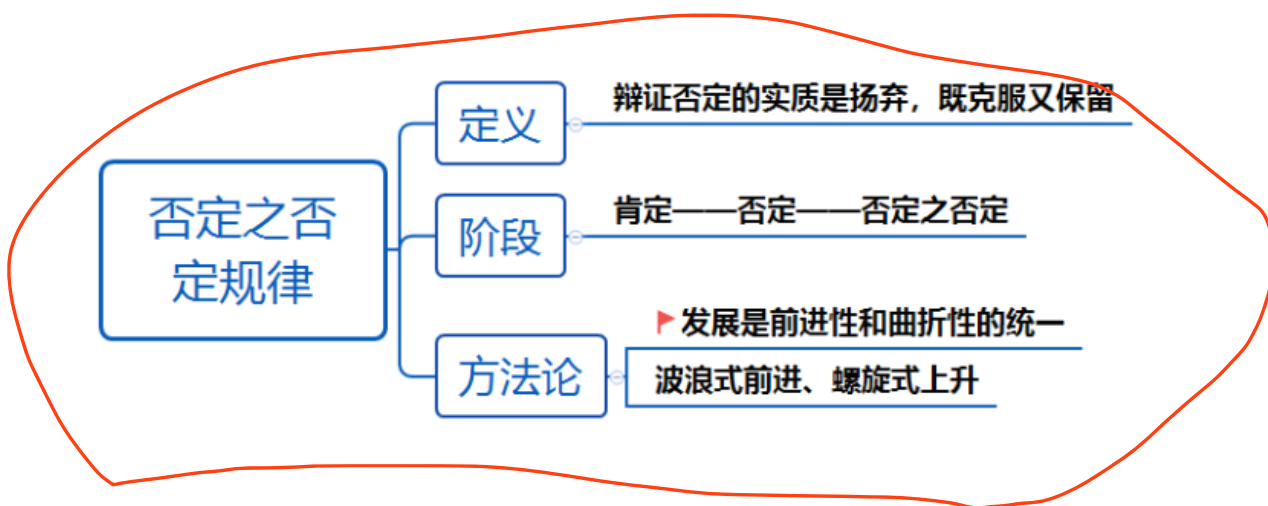 否定之否
定规律
定义
辩证否定的实质是扬弃，既克服又保留
阶段
肯定——否定——否定之否定
方法论
发展是前进性和曲折性的统一
波浪式前进、螺旋式上升